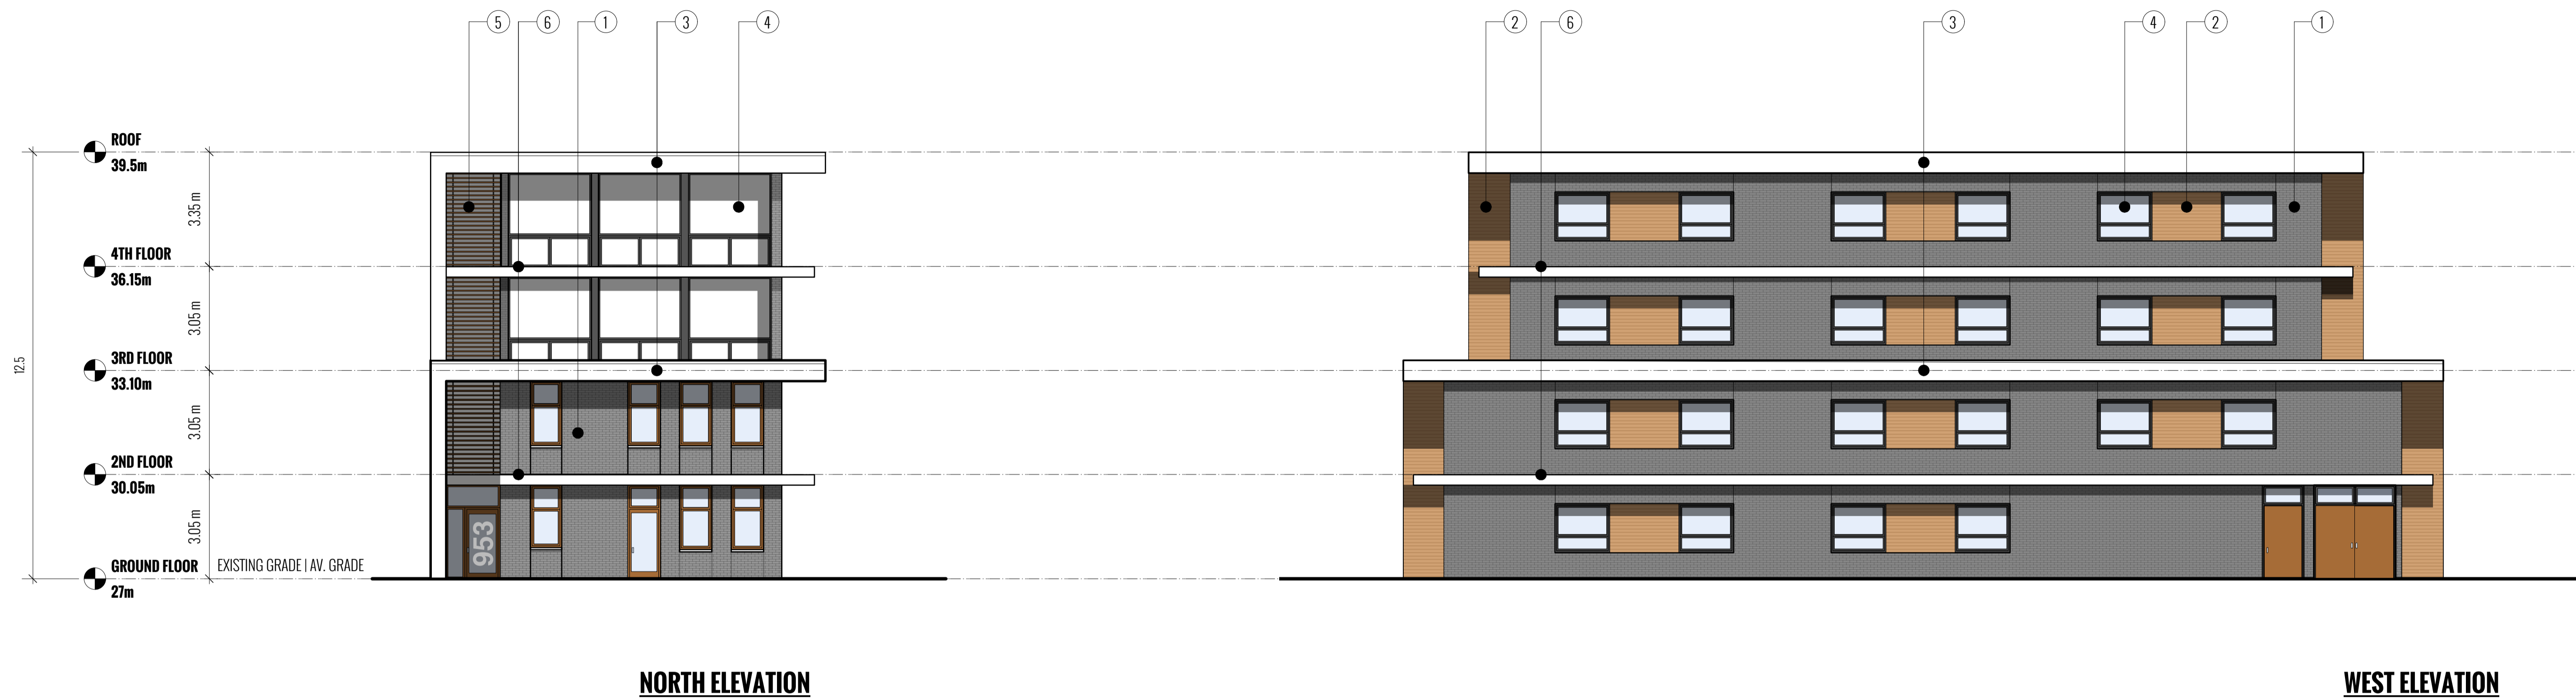 5 6 1 3 4 2 6 3 4 2 1
ROOF
39.5m
3.35 m
4TH FLOOR
36.15m
3.05 m
3RD FLOOR
33.10m
12.5
3.05 m
2ND FLOOR
30.05m
3.05 m
953
GROUND FLOOR EXISTING GRADE | AV. GRADE
27m
NORTH ELEVATION
WEST ELEVATION